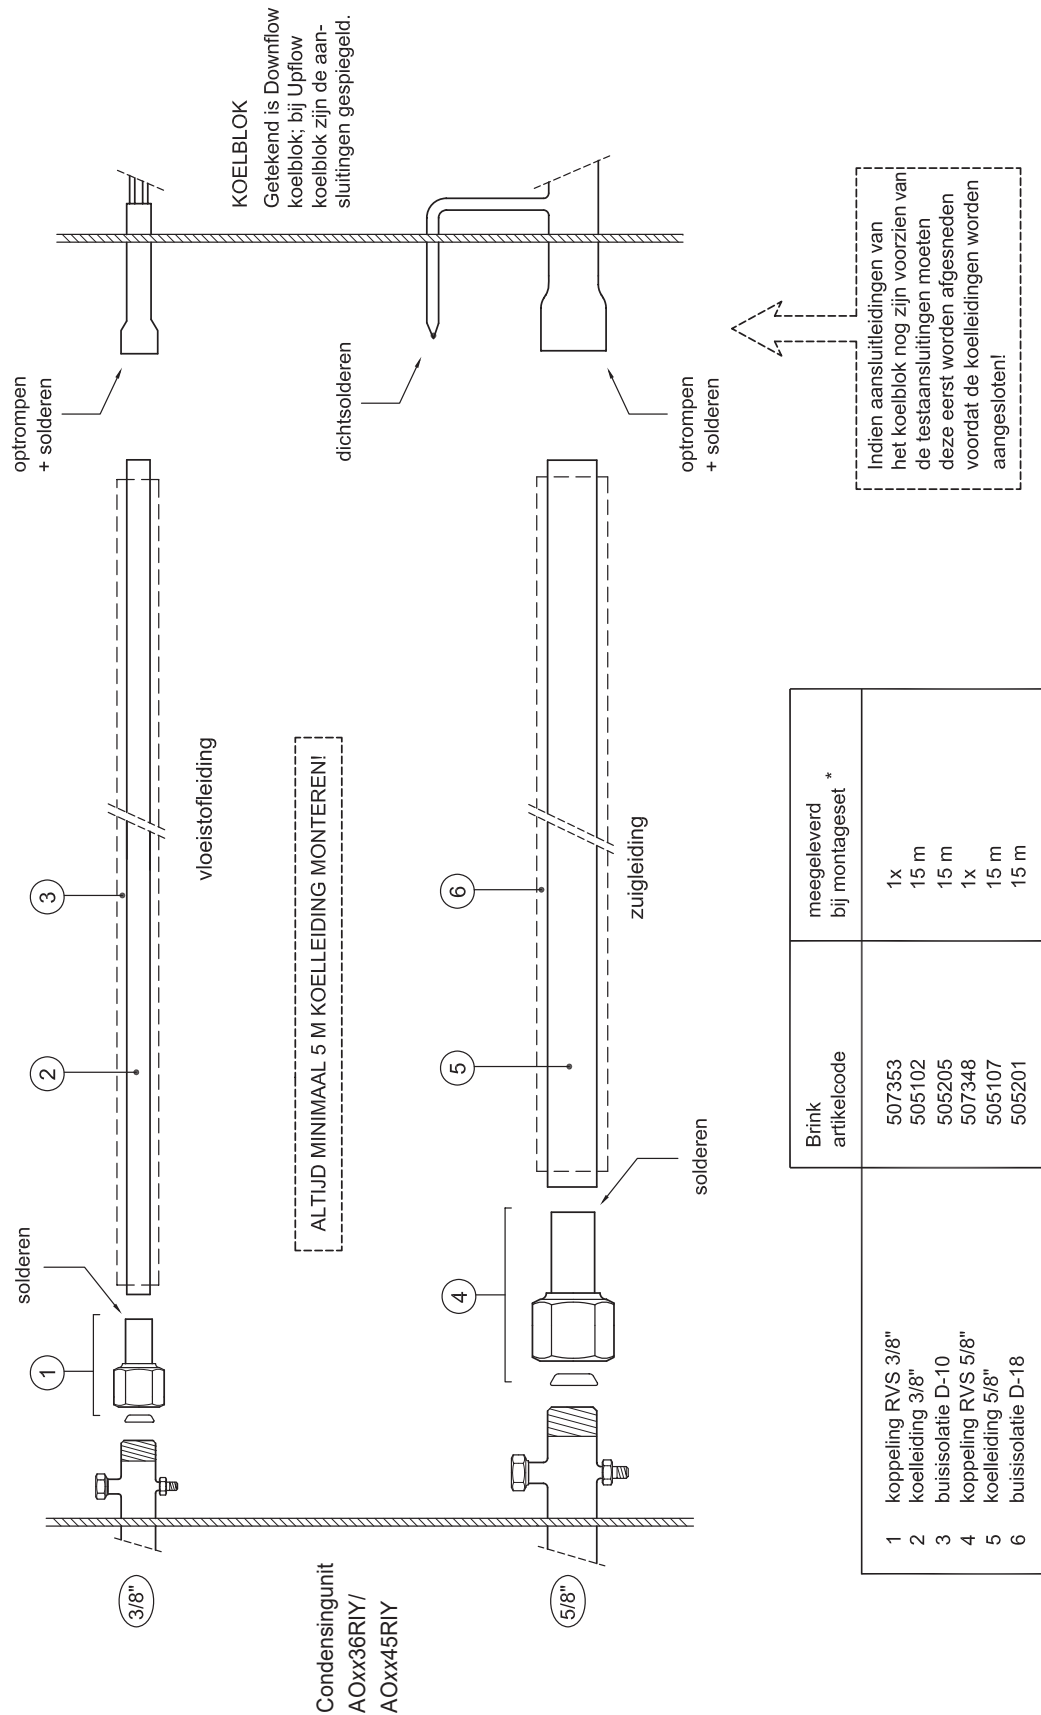 optrompen
+ solderen
KOELBLOK
Getekend is Downflow
koelblok; bij Upflow
koelblok zijn de aan-
sluitingen gespiegeld.
solderen
1
2
3
vloeistofleiding
3/8"
dichtsolderen
ALTIJD MINIMAAL 5 M KOELLEIDING MONTEREN!
Condensingunit
AOxx36RIY/
AOxx45RIY
4
5
6
5/8"
zuigleiding
solderen
optrompen
+ solderen
Indien aansluitleidingen van
het koelblok nog zijn voorzien van
de testaansluitingen moeten
deze eerst worden afgesneden
voordat de koelleidingen worden
aangesloten!
Brink
artikelcode
meegeleverd
bij montageset *
1 koppeling RVS 3/8" 507353 1x
2 koelleiding 3/8" 505102 15 m
3 buisisolatie D-10 505205 15 m
4 koppeling RVS 5/8" 507348 1x
5 koelleiding 5/8" 505107 15 m
6 buisisolatie D-18 505201 15 m